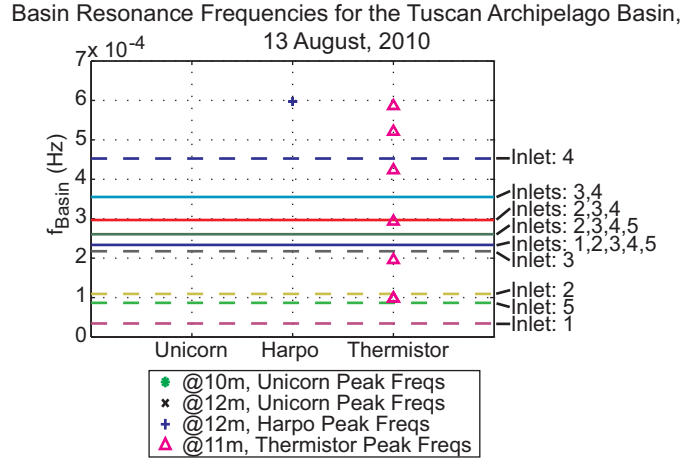 Basin Resonance Frequencies for the Tuscan Archipelago Basin,
13 August, 2010
7 x 10^-4
6
5
4
3
2
1
0
f_Basin (Hz)
Inlet: 4
Inlets: 3,4
Inlets: 2,3,4
Inlets: 2,3,4,5
Inlets: 1,2,3,4,5
Inlet: 3
Inlet: 2
Inlet: 5
Inlet: 1
Unicorn Harpo Thermistor
@10m, Unicorn Peak Freqs
@12m, Unicorn Peak Freqs
@12m, Harpo Peak Freqs
@11m, Thermistor Peak Freqs